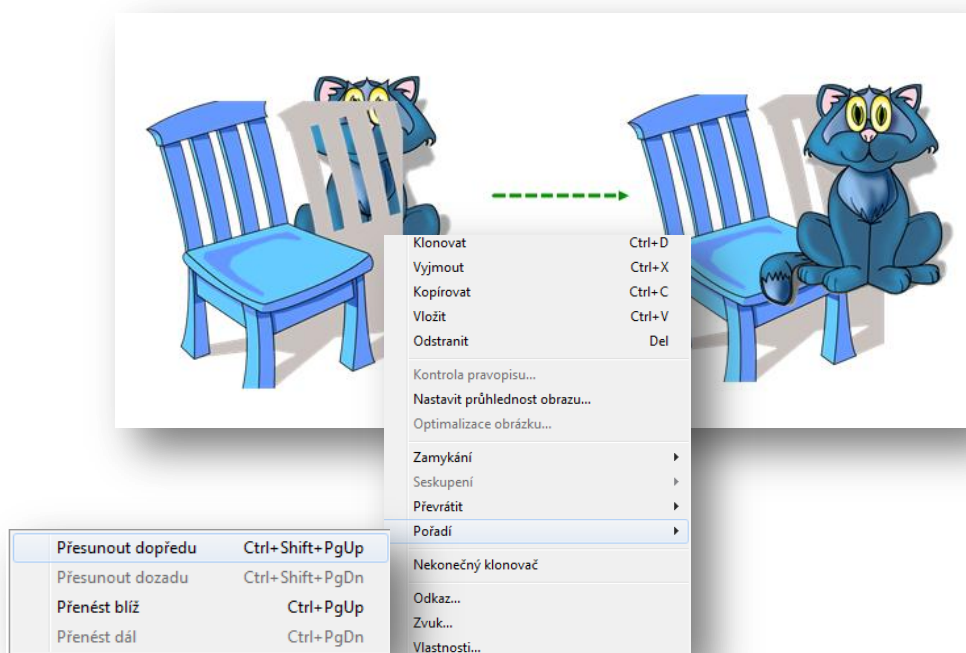 Klonovat Ctrl+D
Vyjmout Ctrl+X
Kopírovat Ctrl+C
Vložit Ctrl+V
Odstranit Del
Kontrola pravopisu...
Nastavit průhlednost obrazu...
Optimalizace obrázku...
Zamykání
Seskupení
Převrátit
Pořadí
Nekonečný klonovač
Odkaz...
Zvuk...
Vlastnosti...
Přesunout dopředu Ctrl+Shift+PgUp
Přesunout dozadu Ctrl+Shift+PgDn
Přenést blíž Ctrl+PgUp
Přenést dál Ctrl+PgDn